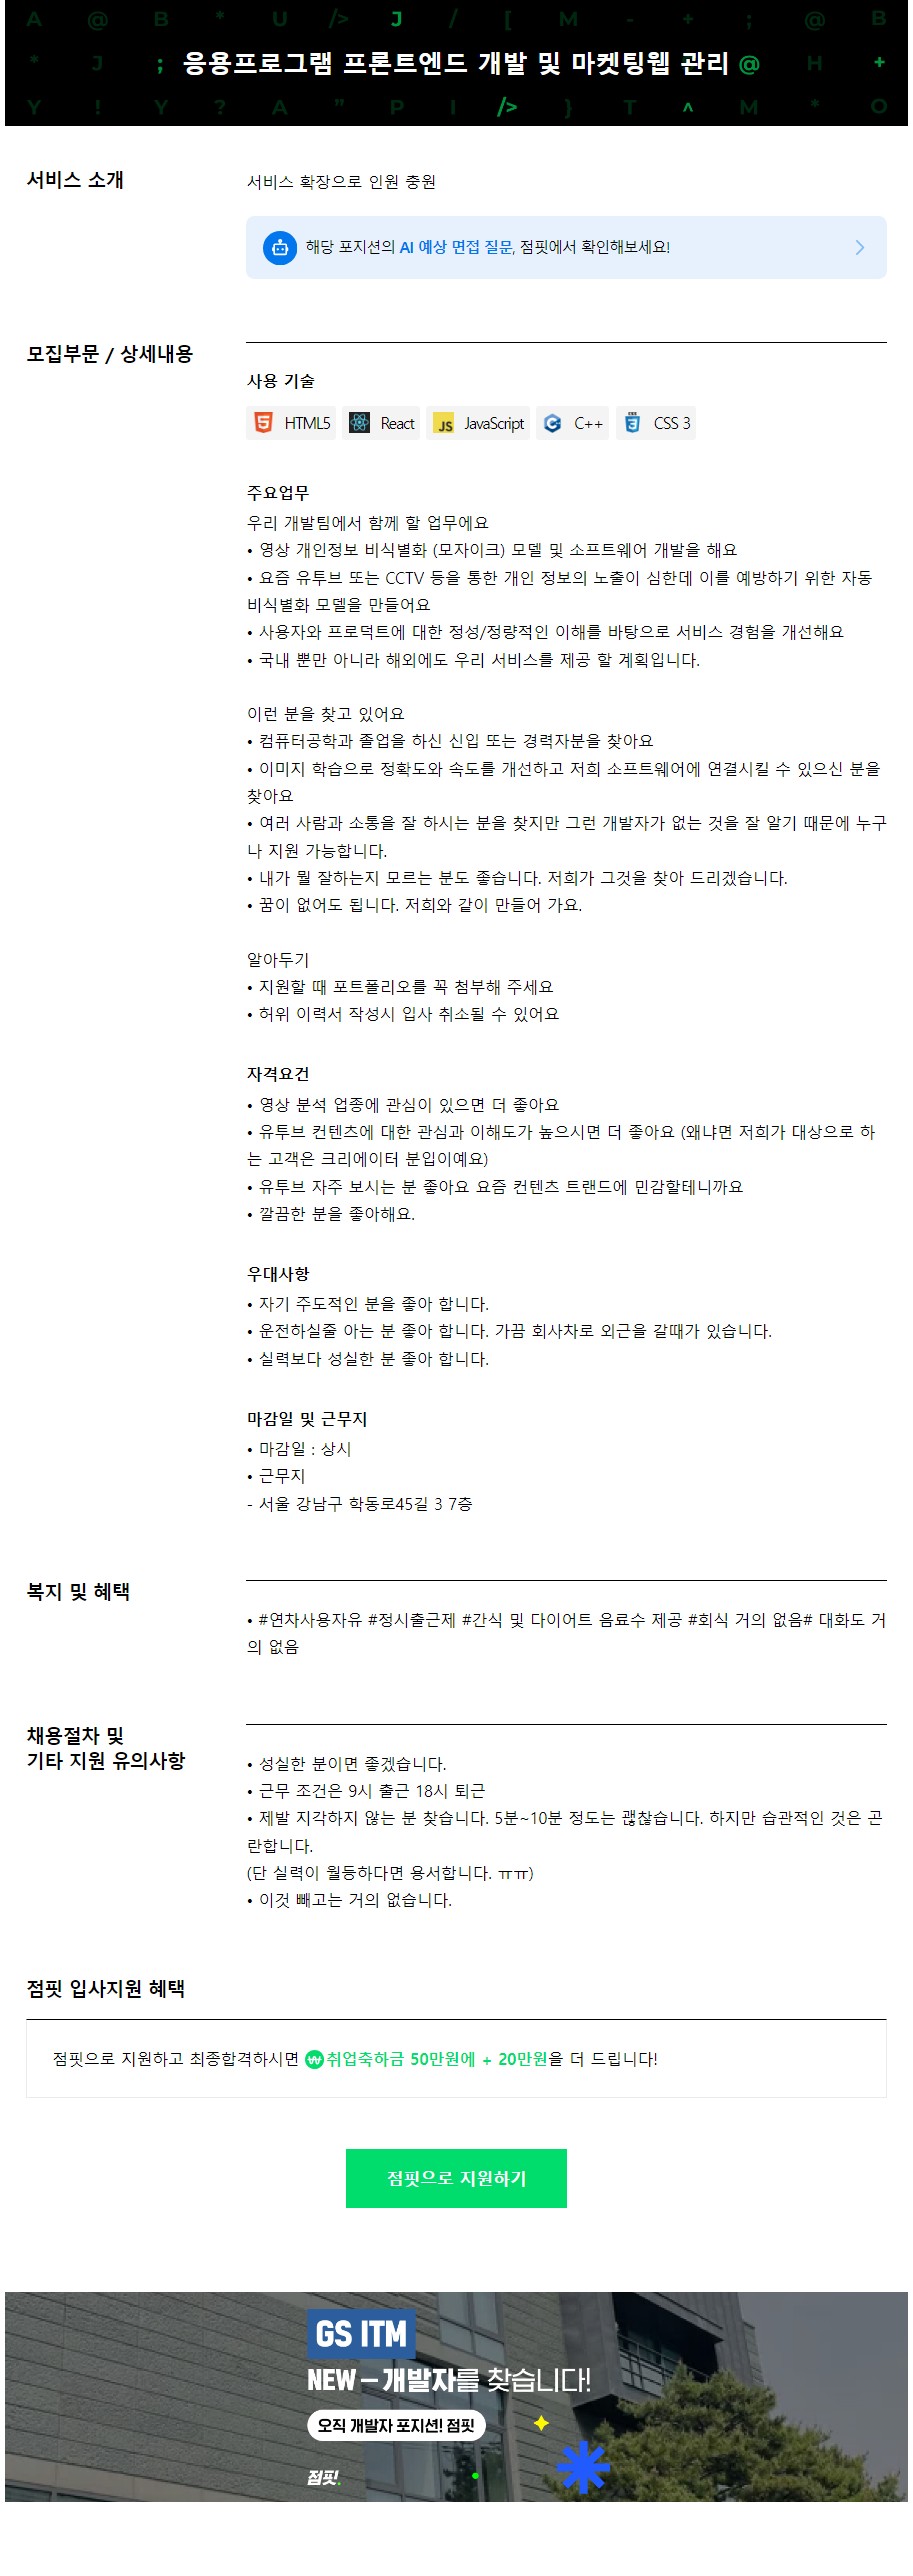 A @ B * U /> J / [ M - + ; @ B
* J ; 응용프로그램 프론트엔드 개발 및 마켓팅웹 관리 @ H +
Y ! Y ? A " P I /> } T ^ M * O
서비스 소개
서비스 확장으로 인원 충원
해당 포지션의 AI 예상 면접 질문, 점핏에서 확인해보세요!
모집부문 / 상세내용
사용 기술
HTML5 React JS JavaScript C++ CSS 3
주요업무
우리 개발팀에서 함께 할 업무에요
• 영상 개인정보 비식별화 (모자이크) 모델 및 소프트웨어 개발을 해요
• 요즘 유투브 또는 CCTV 등을 통한 개인 정보의 노출이 심한데 이를 예방하기 위한 자동
비식별화 모델을 만들어요
• 사용자와 프로덕트에 대한 정성/정량적인 이해를 바탕으로 서비스 경험을 개선해요
• 국내 뿐만 아니라 해외에도 우리 서비스를 제공 할 계획입니다.
이런 분을 찾고 있어요
• 컴퓨터공학과 졸업을 하신 신입 또는 경력자분을 찾아요
• 이미지 학습으로 정확도와 속도를 개선하고 저희 소프트웨어에 연결시킬 수 있으신 분을
찾아요
• 여러 사람과 소통을 잘 하시는 분을 찾지만 그런 개발자가 없는 것을 잘 알기 때문에 누구
나 지원 가능합니다.
• 내가 뭘 잘하는지 모르는 분도 좋습니다. 저희가 그것을 찾아 드리겠습니다.
• 꿈이 없어도 됩니다. 저희와 같이 만들어 가요.
알아두기
• 지원할 때 포트폴리오를 꼭 첨부해 주세요
• 허위 이력서 작성시 입사 취소될 수 있어요
자격요건
• 영상 분석 업종에 관심이 있으면 더 좋아요
• 유투브 컨텐츠에 대한 관심과 이해도가 높으시면 더 좋아요 (왜냐면 저희가 대상으로 하
는 고객은 크리에이터 분입이예요)
• 유투브 자주 보시는 분 좋아요 요즘 컨텐츠 트랜드에 민감할테니까요
• 깔끔한 분을 좋아해요.
우대사항
• 자기 주도적인 분을 좋아 합니다.
• 운전하실줄 아는 분 좋아 합니다. 가끔 회사차로 외근을 갈때가 있습니다.
• 실력보다 성실한 분 좋아 합니다.
마감일 및 근무지
• 마감일 : 상시
• 근무지
- 서울 강남구 학동로45길 3 7층
복지 및 혜택
• #연차사용자유 #정시출근제 #간식 및 다이어트 음료수 제공 #회식 거의 없음# 대화도 거
의 없음
채용절차 및
기타 지원 유의사항
• 성실한 분이면 좋겠습니다.
• 근무 조건은 9시 출근 18시 퇴근
• 제발 지각하지 않는 분 찾습니다. 5분~10분 정도는 괞찮습니다. 하지만 습관적인 것은 곤
란합니다.
(단 실력이 월등하다면 용서합니다. ㅠㅠ)
• 이것 빼고는 거의 없습니다.
점핏 입사지원 혜택
점핏으로 지원하고 최종합격하시면 ₩ 취업축하금 50만원에 + 20만원을 더 드립니다!
점핏으로 지원하기
GS ITM
NEW – 개발자를 찾습니다!
오직 개발자 포지션! 점핏
점핏.